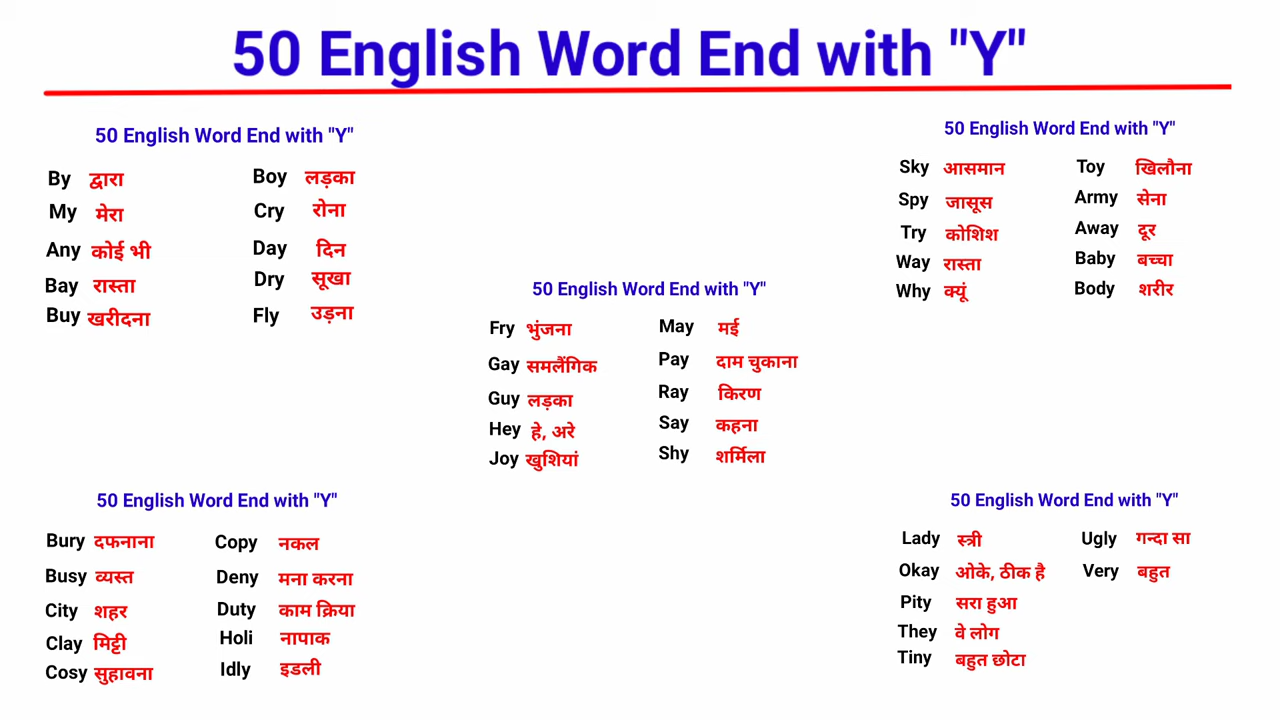 50 English Word End with "Y"
50 English Word End with "Y"
By द्वारा Boy लड़का
My मेरा Cry रोना
Any कोई भी Day दिन
Bay रास्ता Dry सूखा
Buy खरीदना Fly उड़ना
50 English Word End with "Y"
Fry भुंजना May मई
Gay समलैंगिक Pay दाम चुकाना
Guy लड़का Ray किरण
Hey हे, अरे Say कहना
Joy खुशियां Shy शर्मिला
50 English Word End with "Y"
Sky आसमान Toy खिलौना
Spy जासूस Army सेना
Try कोशिश Away दूर
Way रास्ता Baby बच्चा
Why क्यूं Body शरीर
50 English Word End with "Y"
Bury दफनाना Copy नकल
Busy व्यस्त Deny मना करना
City शहर Duty काम क्रिया
Clay मिट्टी Holi नापाक
Cosy सुहावना Idly इडली
50 English Word End with "Y"
Lady स्त्री Ugly गन्दा सा
Okay ओके, ठीक है Very बहुत
Pity सरा हुआ
They वे लोग
Tiny बहुत छोटा